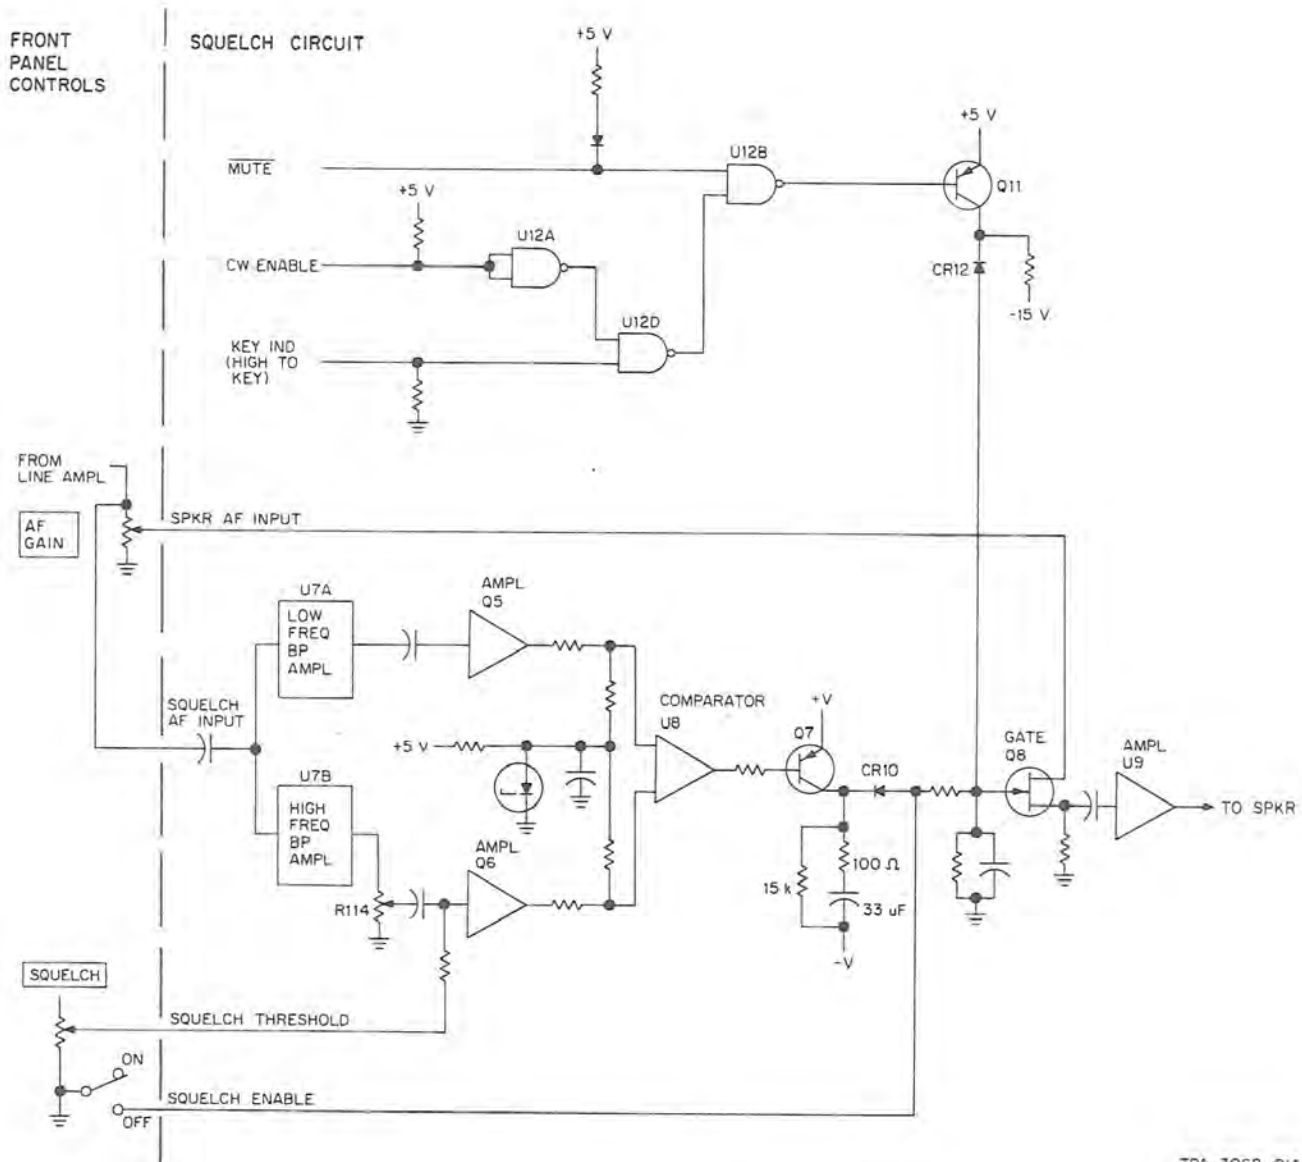 FRONT
PANEL
CONTROLS
SQUELCH CIRCUIT
+5 V
+5 V
MUTE
U12B
Q11
+5 V
U12A
CW ENABLE
CR12
-15 V
U12D
KEY IND
(HIGH TO
KEY)
FROM
LINE AMPL
SPKR AF INPUT
AF
GAIN
U7A
LOW
FREQ
BP
AMPL
AMPL
Q5
SQUELCH
AF INPUT
COMPARATOR
U8
+V
Q7
GATE
Q8
AMPL
U9
+5 V
CR10
TO SPKR
U7B
HIGH
FREQ
BP
AMPL
AMPL
Q6
R114
15 k
100 Ω
33 uF
-V
SQUELCH
SQUELCH THRESHOLD
ON
SQUELCH ENABLE
OFF